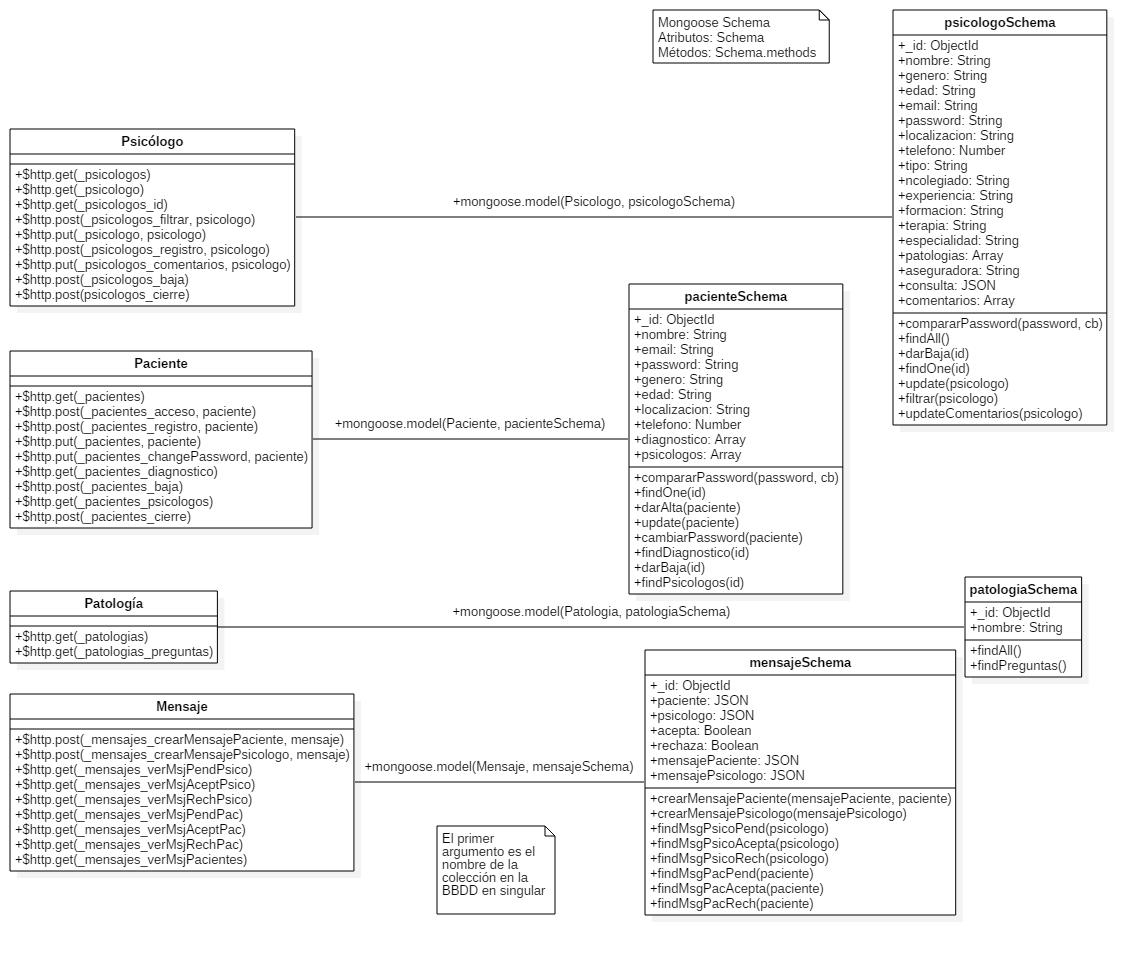 Mongoose Schema
Atributos: Schema
Métodos: Schema.methods
psicologoSchema
+_id: ObjectId
+nombre: String
+genero: String
+edad: String
+email: String
+password: String
+localizacion: String
+telefono: Number
+tipo: String
+ncolegiado: String
+experiencia: String
+formacion: String
+terapia: String
+especialidad: String
+patologias: Array
+aseguradora: String
+consulta: JSON
+comentarios: Array
+compararPassword(password, cb)
+findAll()
+darBaja(id)
+findOne(id)
+update(psicologo)
+filtrar(psicologo)
+updateComentarios(psicologo)
Psicólogo
+$http.get(_psicologos)
+$http.get(_psicologo)
+$http.get(_psicologos_id)
+$http.post(_psicologos_filtrar, psicologo)
+$http.put(_psicologo, psicologo)
+$http.post(_psicologos_registro, psicologo)
+$http.put(_psicologos_comentarios, psicologo)
+$http.post(_psicologos_baja)
+$http.post(psicologos_cierre)
+mongoose.model(Psicologo, psicologoSchema)
Paciente
+$http.get(_pacientes)
+$http.post(_pacientes_acceso, paciente)
+$http.post(_pacientes_registro, paciente)
+$http.put(_pacientes, paciente)
+$http.put(_pacientes_changePassword, paciente)
+$http.get(_pacientes_diagnostico)
+$http.post(_pacientes_baja)
+$http.get(_pacientes_psicologos)
+$http.post(_pacientes_cierre)
+mongoose.model(Paciente, pacienteSchema)
pacienteSchema
+_id: ObjectId
+nombre: String
+email: String
+password: String
+genero: String
+edad: String
+localizacion: String
+telefono: Number
+diagnostico: Array
+psicologos: Array
+compararPassword(password, cb)
+findOne(id)
+darAlta(paciente)
+update(paciente)
+cambiarPassword(paciente)
+findDiagnostico(id)
+darBaja(id)
+findPsicologos(id)
Patología
+$http.get(_patologias)
+$http.get(_patologias_preguntas)
+mongoose.model(Patologia, patologiaSchema)
patologiaSchema
+_id: ObjectId
+nombre: String
+findAll()
+findPreguntas()
Mensaje
+$http.post(_mensajes_crearMensajePaciente, mensaje)
+$http.post(_mensajes_crearMensajePsicologo, mensaje)
+$http.get(_mensajes_verMsjPendPsico)
+$http.get(_mensajes_verMsjAceptPsico)
+$http.get(_mensajes_verMsjRechPsico)
+$http.get(_mensajes_verMsjPendPac)
+$http.get(_mensajes_verMsjAceptPac)
+$http.get(_mensajes_verMsjRechPac)
+$http.get(_mensajes_verMsjPacientes)
+mongoose.model(Mensaje, mensajeSchema)
mensajeSchema
+_id: ObjectId
+paciente: JSON
+psicologo: JSON
+acepta: Boolean
+rechaza: Boolean
+mensajePaciente: JSON
+mensajePsicologo: JSON
+crearMensajePaciente(mensajePaciente, paciente)
+crearMensajePsicologo(mensajePsicologo)
+findMsgPsicoPend(psicologo)
+findMsgPsicoAcepta(psicologo)
+findMsgPsicoRech(psicologo)
+findMsgPacPend(paciente)
+findMsgPacAcepta(paciente)
+findMsgPacRech(paciente)
El primer
argumento es el
nombre de la
colección en la
BBDD en singular